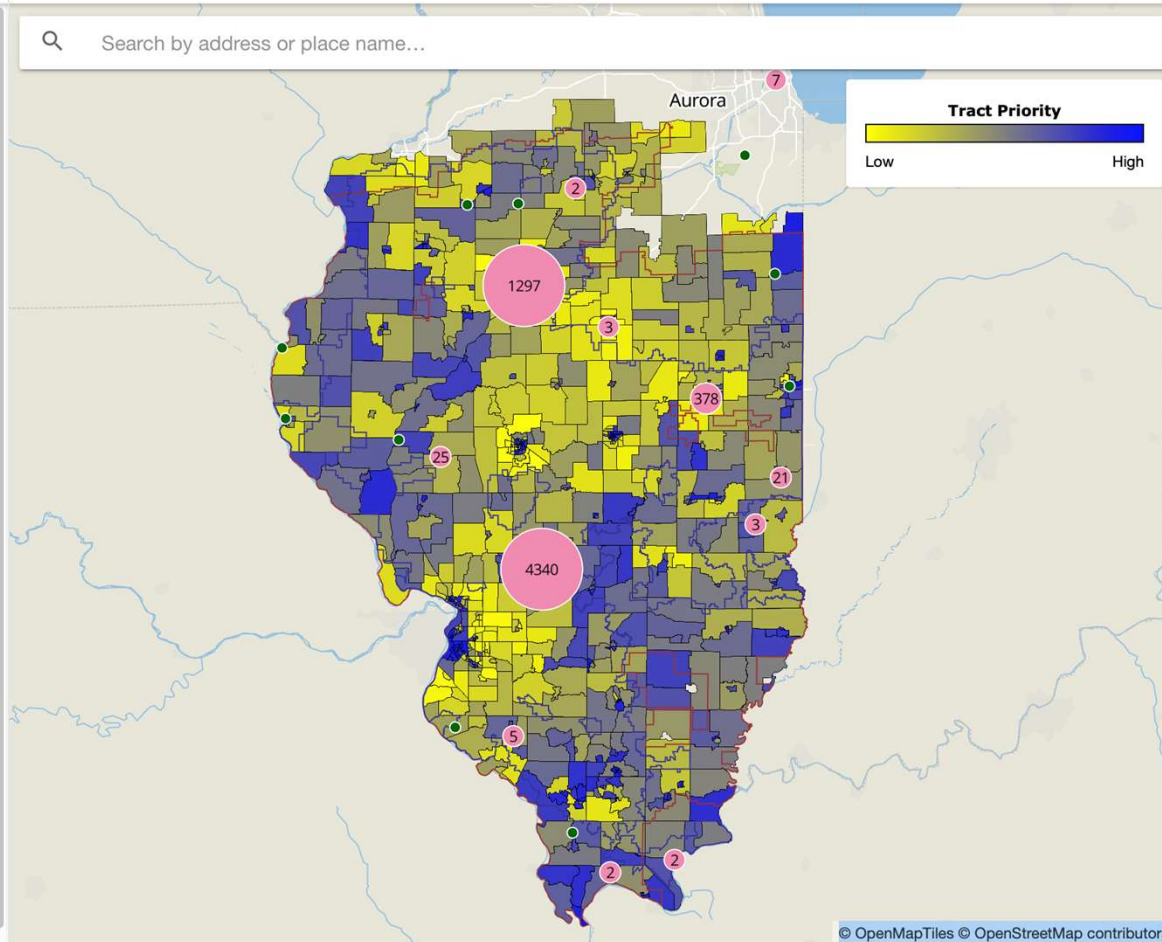 Search by address or place name…
7
Aurora
Tract Priority
Low High
2
1297
3
378
25
21
3
4340
5
2
2
© OpenMapTiles © OpenStreetMap contributor